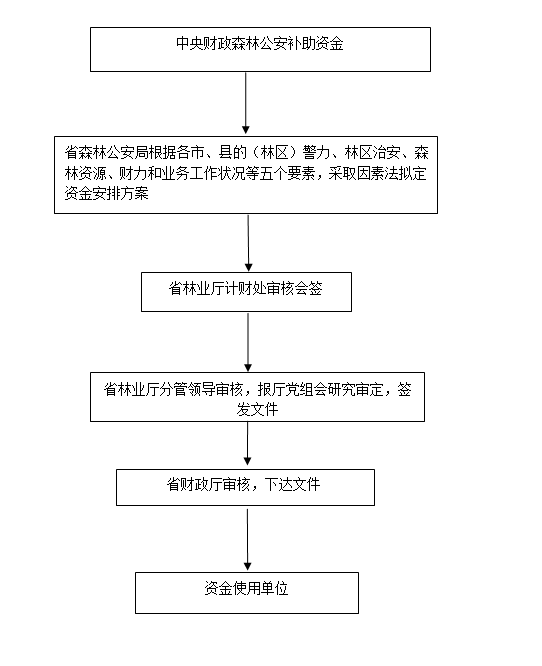 中央财政森林公安补助资金
省森林公安局根据各市、县的（林区）警力、林区治安、森
林资源、财力和业务工作状况等五个要素，采取因素法拟定
资金安排方案
省林业厅计财处审核会签
省林业厅分管领导审核，报厅党组会研究审定，签
发文件
省财政厅审核，下达文件
资金使用单位